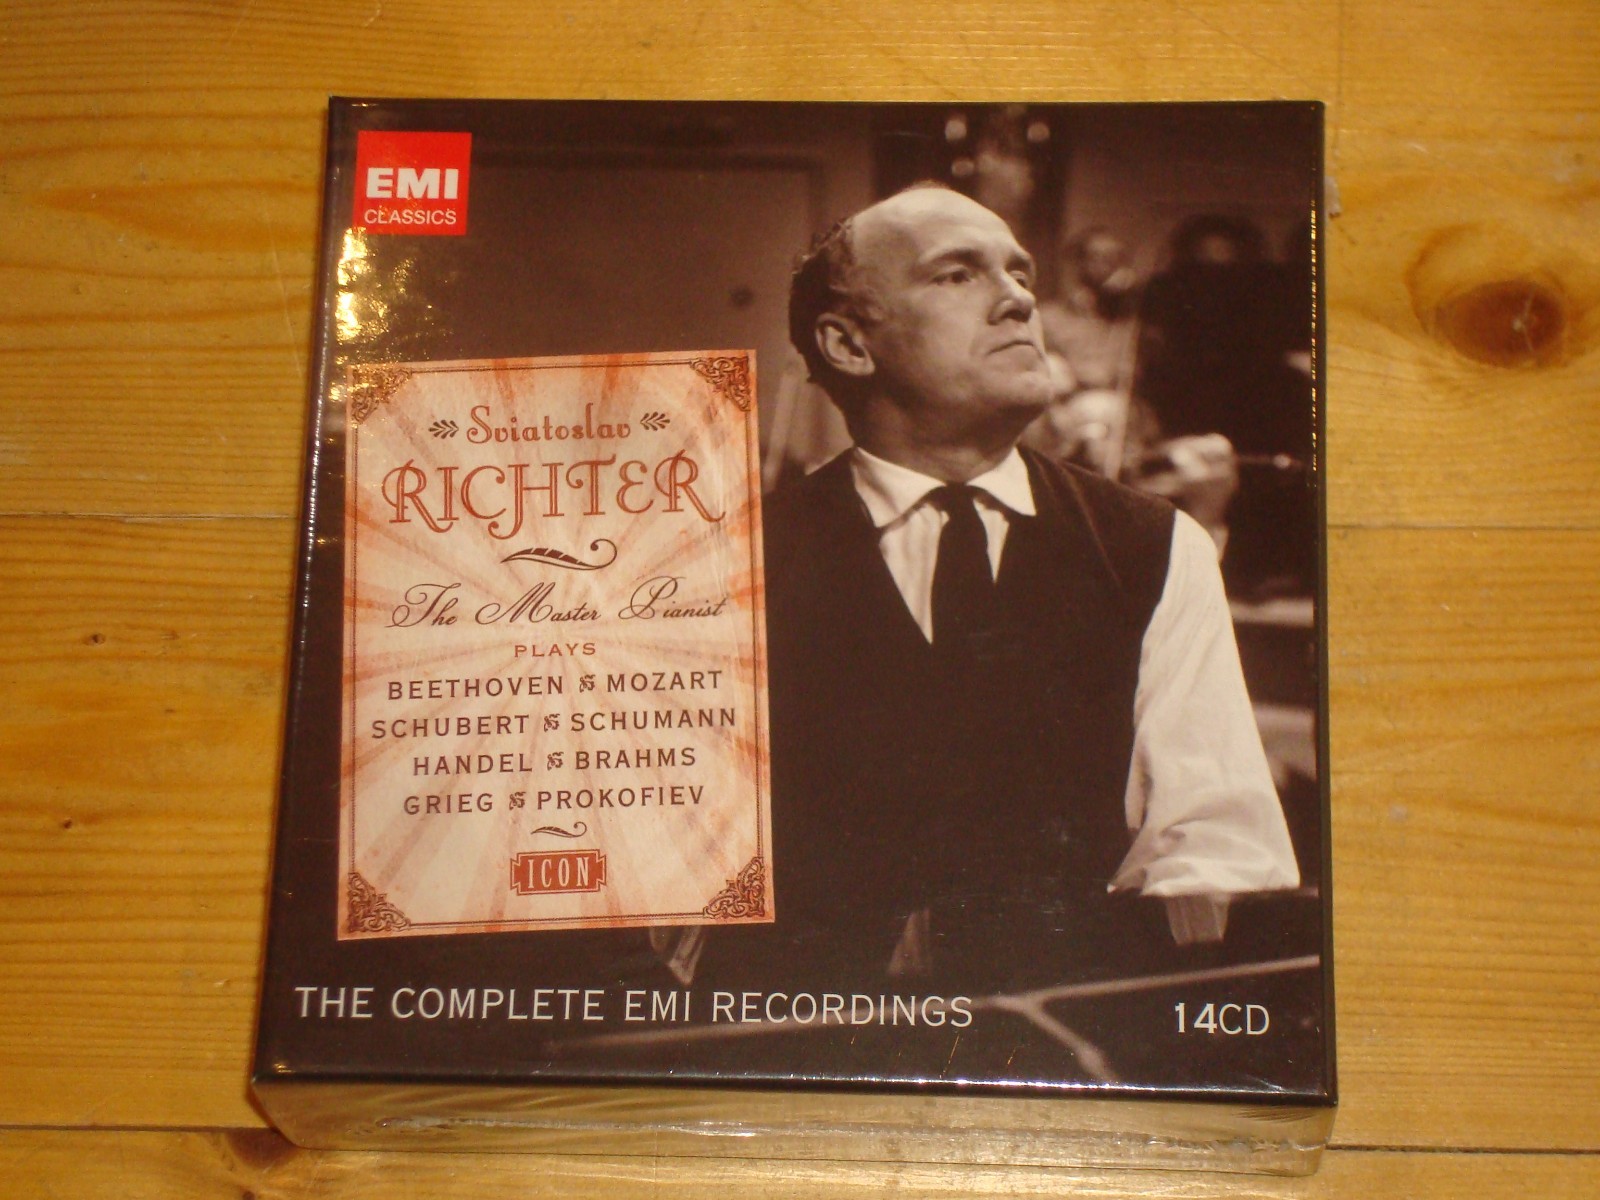 EMI
CLASSICS
Sviatoslav
RICHTER
The Master Pianist
PLAYS
BEETHOVEN & MOZART
SCHUBERT & SCHUMANN
HANDEL & BRAHMS
GRIEG & PROKOFIEV
ICON
THE COMPLETE EMI RECORDINGS 14CD